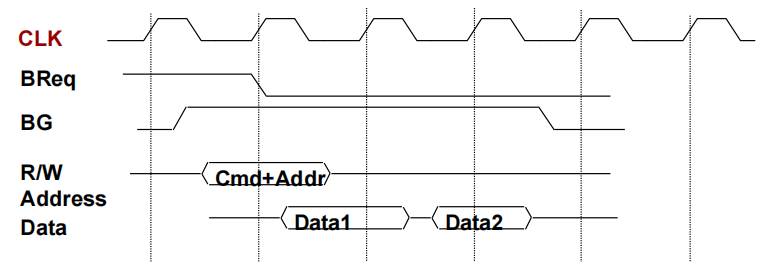 CLK
BReq
BG
R/W
Address
Cmd+Addr
Data
Data1
Data2